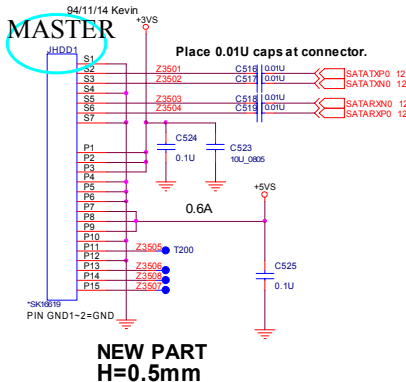 94/11/14 Kevin
MASTER
+3VS
JHDD1
Place 0.01U caps at connector.
S1
S2 Z3501 C516 0.01U SATATXP0 12
S3 Z3502 C517 0.01U SATATXN0 12
S4
S5 Z3503 C518 0.01U SATARXN0 12
S6 Z3504 C519 0.01U SATARXP0 12
S7
C524
0.1U
C523
10U_0805
P1
P2
P3
P4
P5
P6
P7
P8
P9
P10
P11 Z3505 T200
P12
P13 Z3506
P14 Z3508
P15 Z3507
+5VS
0.6A
C525
0.1U
*SK16619
PIN GND1~2=GND
NEW PART
H=0.5mm